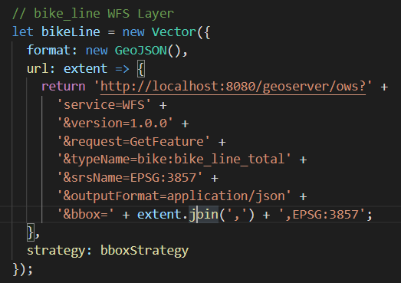 // bike_line WFS Layer
let bikeLine = new Vector({
  format: new GeoJSON(),
  url: extent => {
    return 'http://localhost:8080/geoserver/ows?' +
      'service=WFS' +
      '&version=1.0.0' +
      '&request=GetFeature' +
      '&typeName=bike:bike_line_total' +
      '&srsName=EPSG:3857' +
      '&outputFormat=application/json' +
      '&bbox=' + extent.join(',') + ',EPSG:3857';
  },
  strategy: bboxStrategy
});